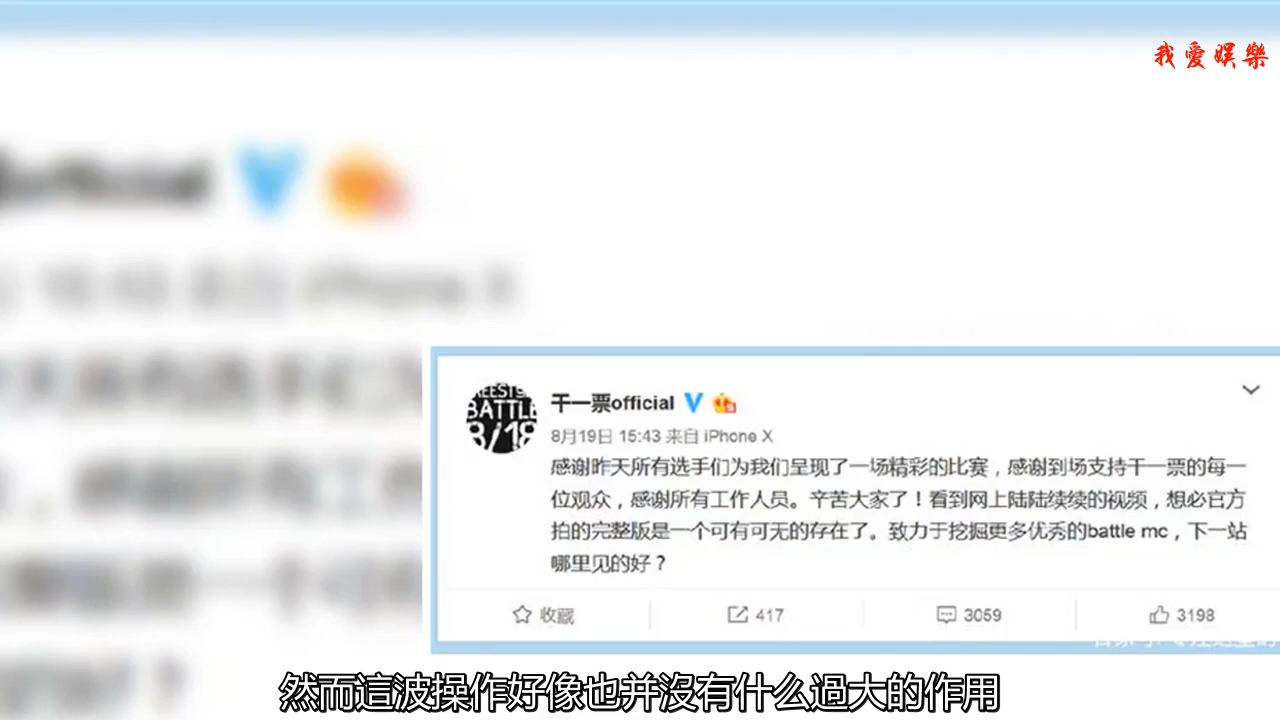 我愛娱樂
iPhone X
干一票official
BATTLE
8/18
8月19日 15:43 来自 iPhone X
感谢昨天所有选手们为我们呈现了一场精彩的比赛，感谢到场支持干一票的每一
位观众，感谢所有工作人员。辛苦大家了！看到网上陆陆续续的视频，想必官方
拍的完整版是一个可有可无的存在了。致力于挖掘更多优秀的battle mc，下一站
哪里见的好？
收藏
417
3059
3198
然而這波操作好像也并沒有什么過大的作用